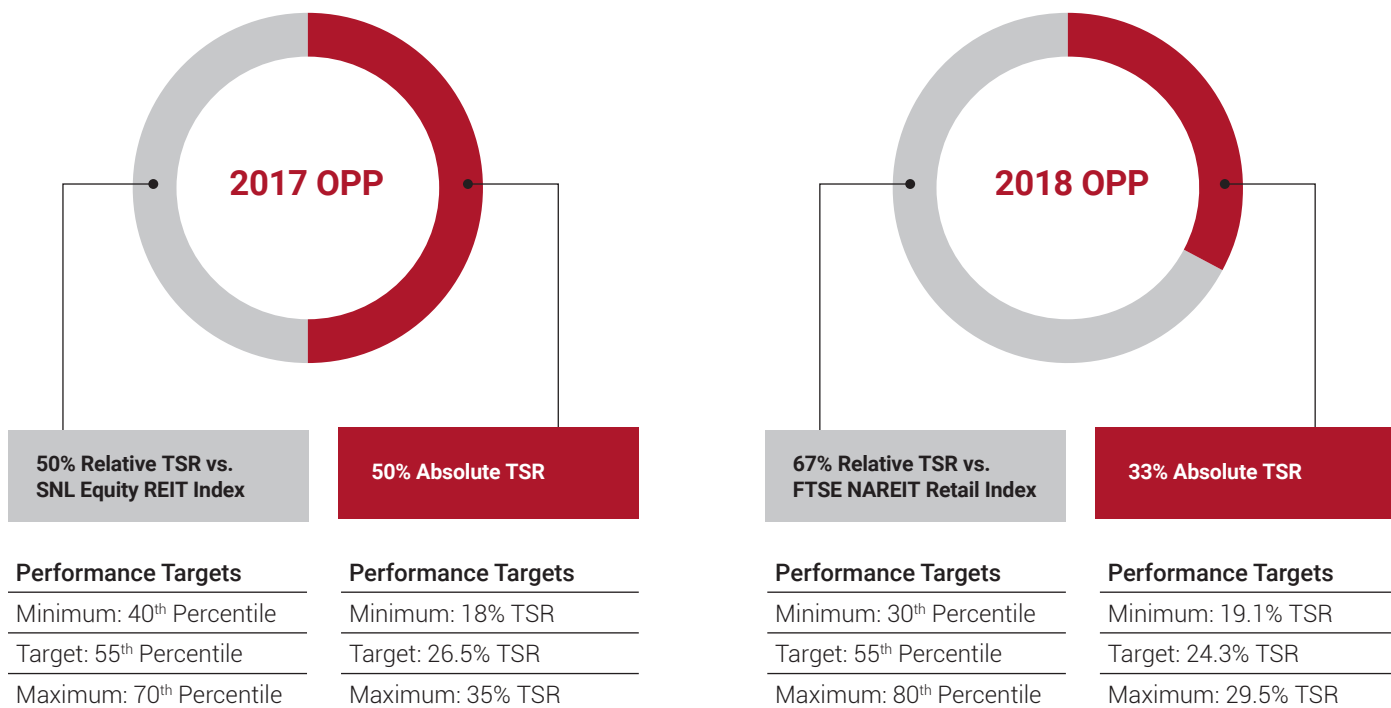 2017 OPP
50% Relative TSR vs.
SNL Equity REIT Index
50% Absolute TSR
Performance Targets
Minimum: 40th Percentile
Target: 55th Percentile
Maximum: 70th Percentile
Performance Targets
Minimum: 18% TSR
Target: 26.5% TSR
Maximum: 35% TSR
2018 OPP
67% Relative TSR vs.
FTSE NAREIT Retail Index
33% Absolute TSR
Performance Targets
Minimum: 30th Percentile
Target: 55th Percentile
Maximum: 80th Percentile
Performance Targets
Minimum: 19.1% TSR
Target: 24.3% TSR
Maximum: 29.5% TSR